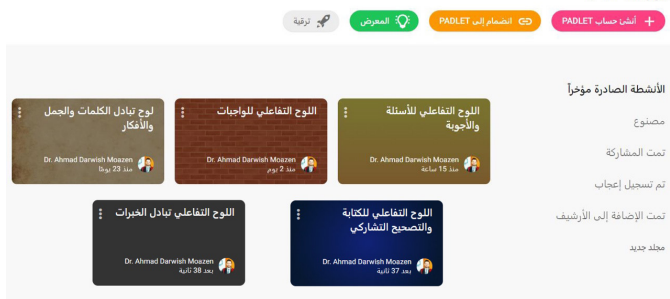 أنشئ حساب PADLET
انضمام إلى PADLET
المعرض
ترقية
الأنشطة الصادرة مؤخراً
مصنوع
تمت المشاركة
تم تسجيل إعجاب
تمت الإضافة إلى الأرشيف
مجلد جديد
اللوح التفاعلي للأسئلة
والأجوبة
Dr. Ahmad Darwish Moazen
منذ 15 ساعة
اللوح التفاعلي للواجبات
Dr. Ahmad Darwish Moazen
منذ 2 يوم
لوح تبادل الكلمات والجمل
والأفكار
Dr. Ahmad Darwish Moazen
منذ 23 يومًا
اللوح التفاعلي للكتابة
والتصحيح التشاركي
Dr. Ahmad Darwish Moazen
بعد 37 ثانية
اللوح التفاعلي تبادل الخبرات
Dr. Ahmad Darwish Moazen
بعد 38 ثانية